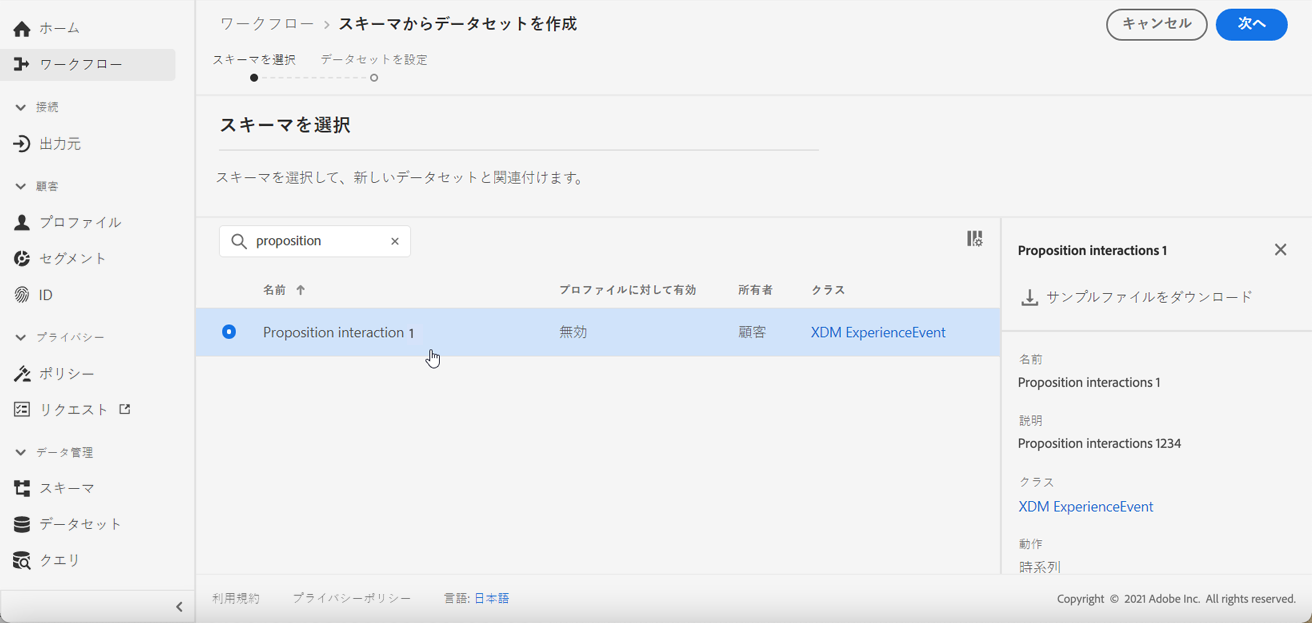 ホーム
ワークフロー
接続
出力元
顧客
プロファイル
セグメント
ID
プライバシー
ポリシー
リクエスト
データ管理
スキーマ
データセット
クエリ
ワークフロー > スキーマからデータセットを作成
キャンセル 次へ
スキーマを選択 データセットを設定
スキーマを選択
スキーマを選択して、新しいデータセットと関連付けます。
proposition
名前 プロファイルに対して有効 所有者 クラス
Proposition interaction 1 無効 顧客 XDM ExperienceEvent
Proposition interactions 1
サンプルファイルをダウンロード
名前
Proposition interactions 1
説明
Proposition interactions 1234
クラス
XDM ExperienceEvent
動作
時系列
利用規約 プライバシーポリシー 言語: 日本語
Copyright © 2021 Adobe Inc. All rights reserved.